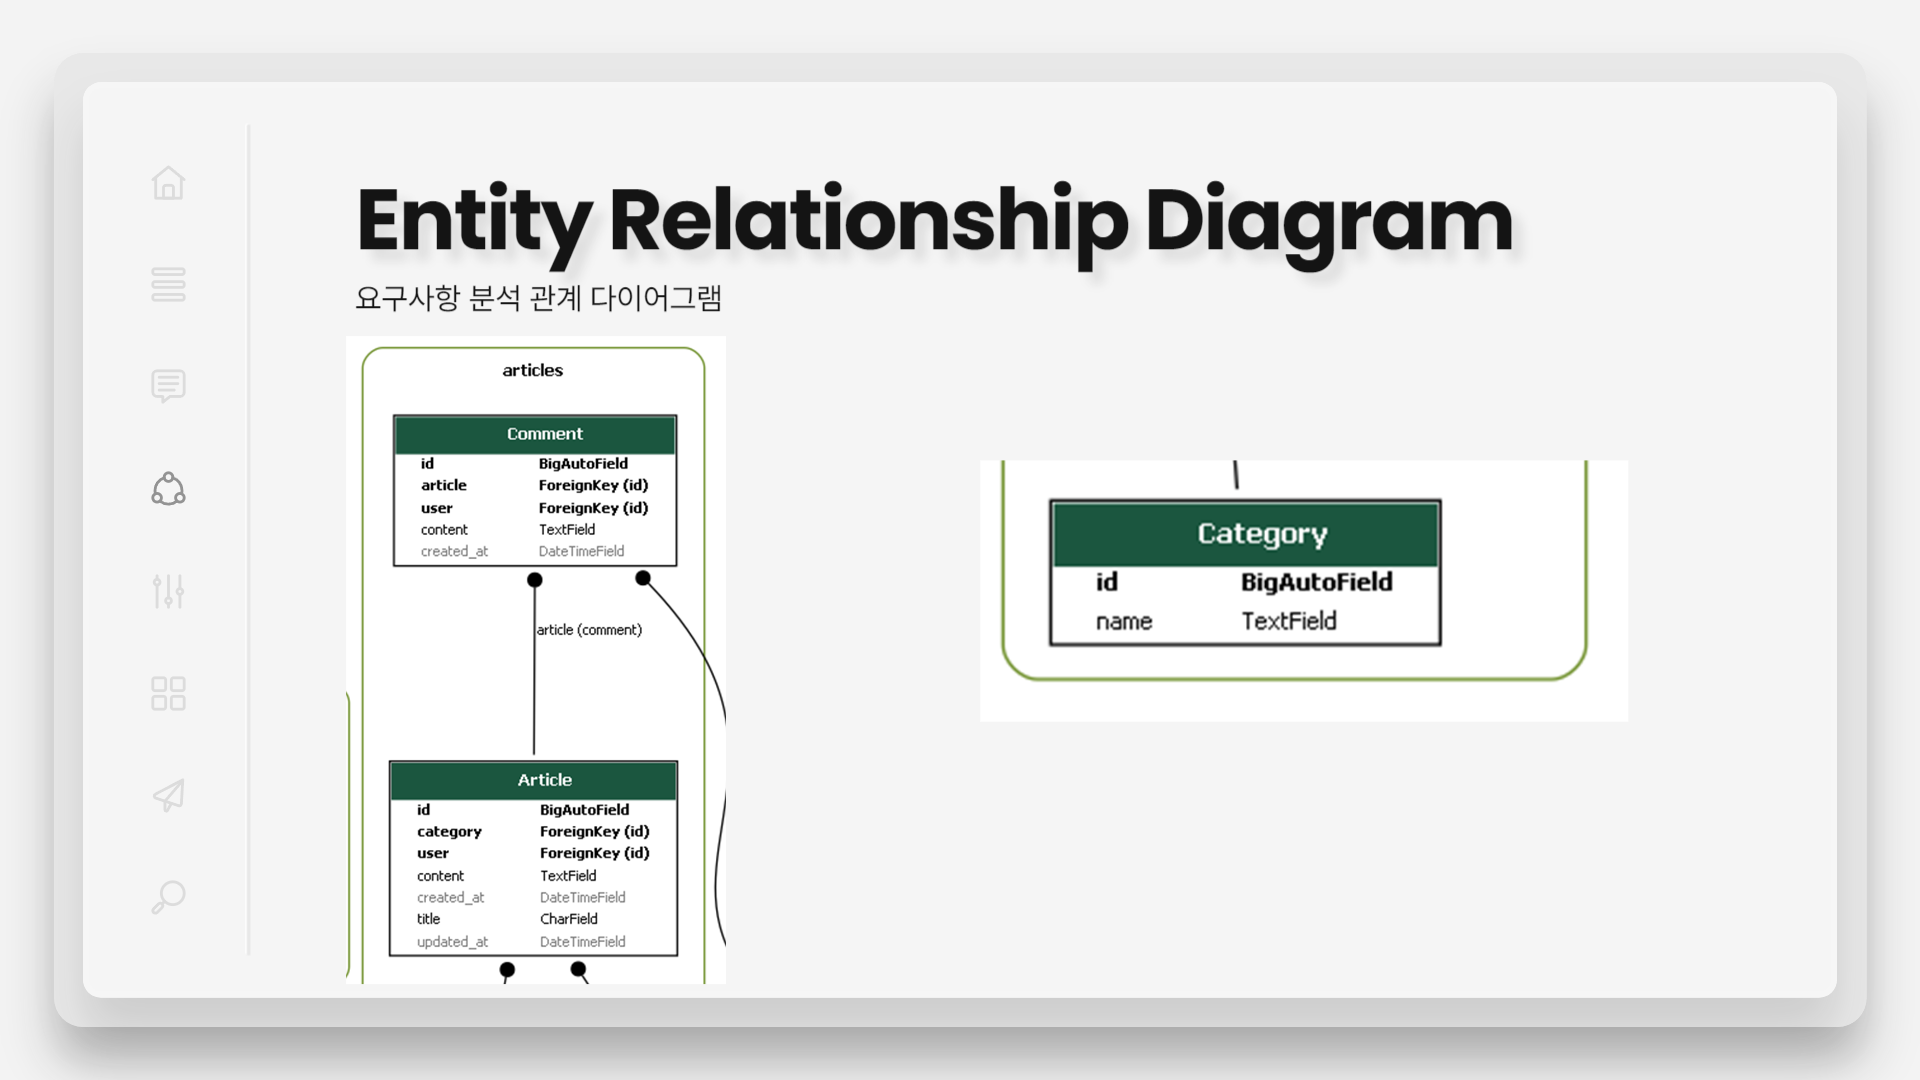 Entity Relationship Diagram
요구사항 분석 관계 다이어그램
articles
Comment
id BigAutoField
article ForeignKey (id)
user ForeignKey (id)
content TextField
created_at DateTimeField
article (comment)
Article
id BigAutoField
category ForeignKey (id)
user ForeignKey (id)
content TextField
created_at DateTimeField
title CharField
updated_at DateTimeField
Category
id BigAutoField
name TextField